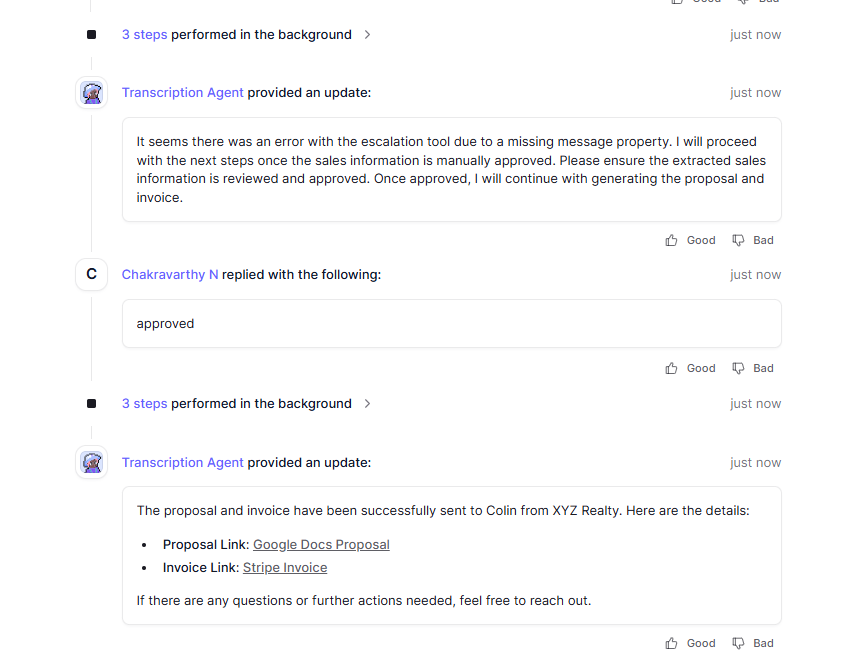 Good Bad
3 steps performed in the background just now
Transcription Agent provided an update: just now
It seems there was an error with the escalation tool due to a missing message property. I will proceed
with the next steps once the sales information is manually approved. Please ensure the extracted sales
information is reviewed and approved. Once approved, I will continue with generating the proposal and
invoice.
Good Bad
C Chakravarthy N replied with the following: just now
approved
Good Bad
3 steps performed in the background just now
Transcription Agent provided an update: just now
The proposal and invoice have been successfully sent to Colin from XYZ Realty. Here are the details:
• Proposal Link: Google Docs Proposal
• Invoice Link: Stripe Invoice
If there are any questions or further actions needed, feel free to reach out.
Good Bad